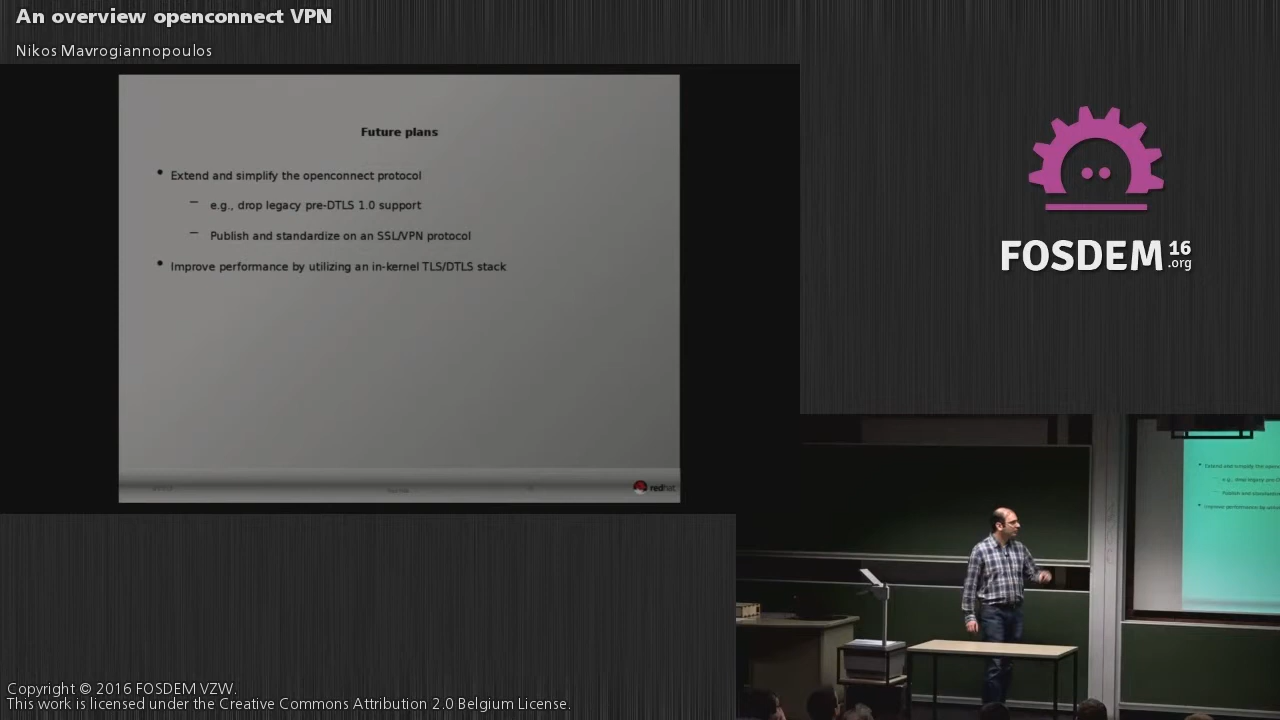 An overview openconnect VPN
Nikos Mavrogiannopoulos
Future plans
• Extend and simplify the openconnect protocol
– e.g., drop legacy pre-DTLS 1.0 support
– Publish and standardize on an SSL/VPN protocol
• Improve performance by utilizing an in-kernel TLS/DTLS stack
redhat
FOSDEM 16
.org
Copyright © 2016 FOSDEM VZW.
This work is licensed under the Creative Commons Attribution 2.0 Belgium License.